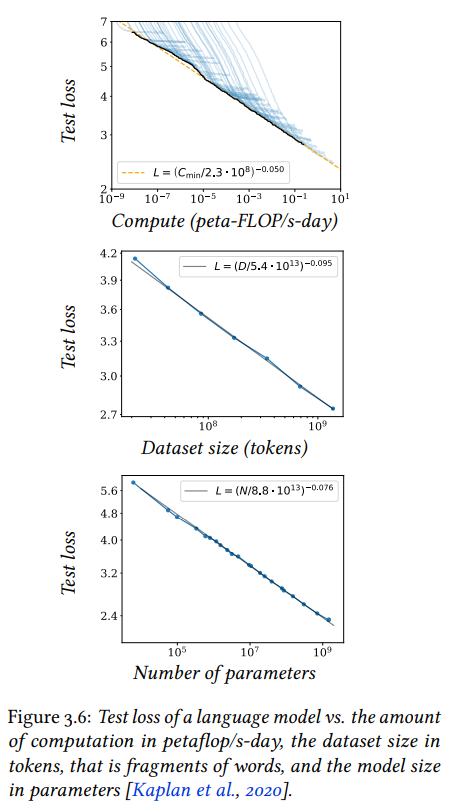 7
6
5
4
3
2
Test loss
L = (C_min/2.3 · 10^8)^−0.050
10^−9 10^−7 10^−5 10^−3 10^−1 10^1
Compute (peta-FLOP/s-day)
4.2
3.9
3.6
3.3
3.0
2.7
Test loss
L = (D/5.4 · 10^13)^−0.095
10^8 10^9
Dataset size (tokens)
5.6
4.8
4.0
3.2
2.4
Test loss
L = (N/8.8 · 10^13)^−0.076
10^5 10^7 10^9
Number of parameters
Figure 3.6: Test loss of a language model vs. the amount
of computation in petaflop/s-day, the dataset size in
tokens, that is fragments of words, and the model size
in parameters [Kaplan et al., 2020].